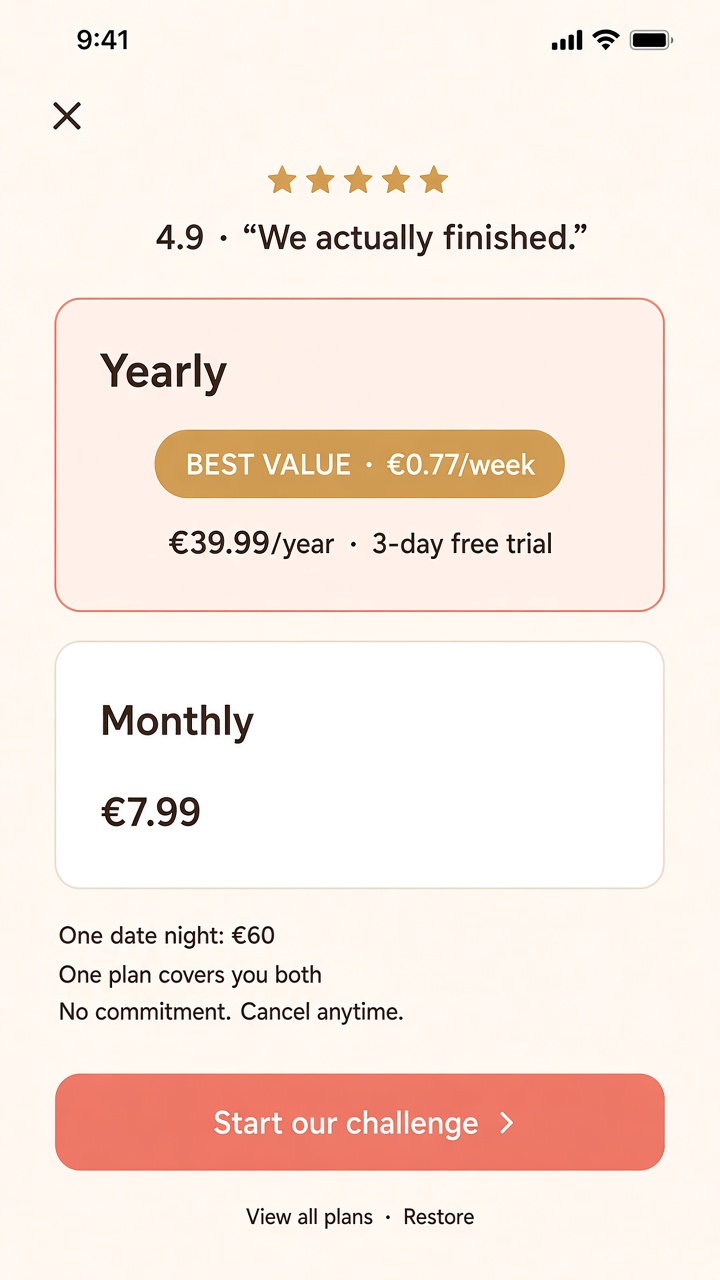 9:41
4.9 · “We actually finished.”
Yearly
BEST VALUE · €0.77/week
€39.99/year · 3-day free trial
Monthly
€7.99
One date night: €60
One plan covers you both
No commitment. Cancel anytime.
Start our challenge
View all plans · Restore